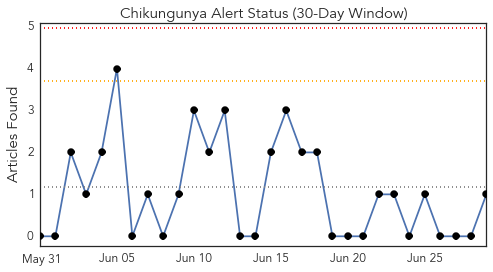 Chikungunya Alert Status (30-Day Window)
Articles Found
5
4
3
2
1
0
May 31
Jun 05
Jun 10
Jun 15
Jun 20
Jun 25